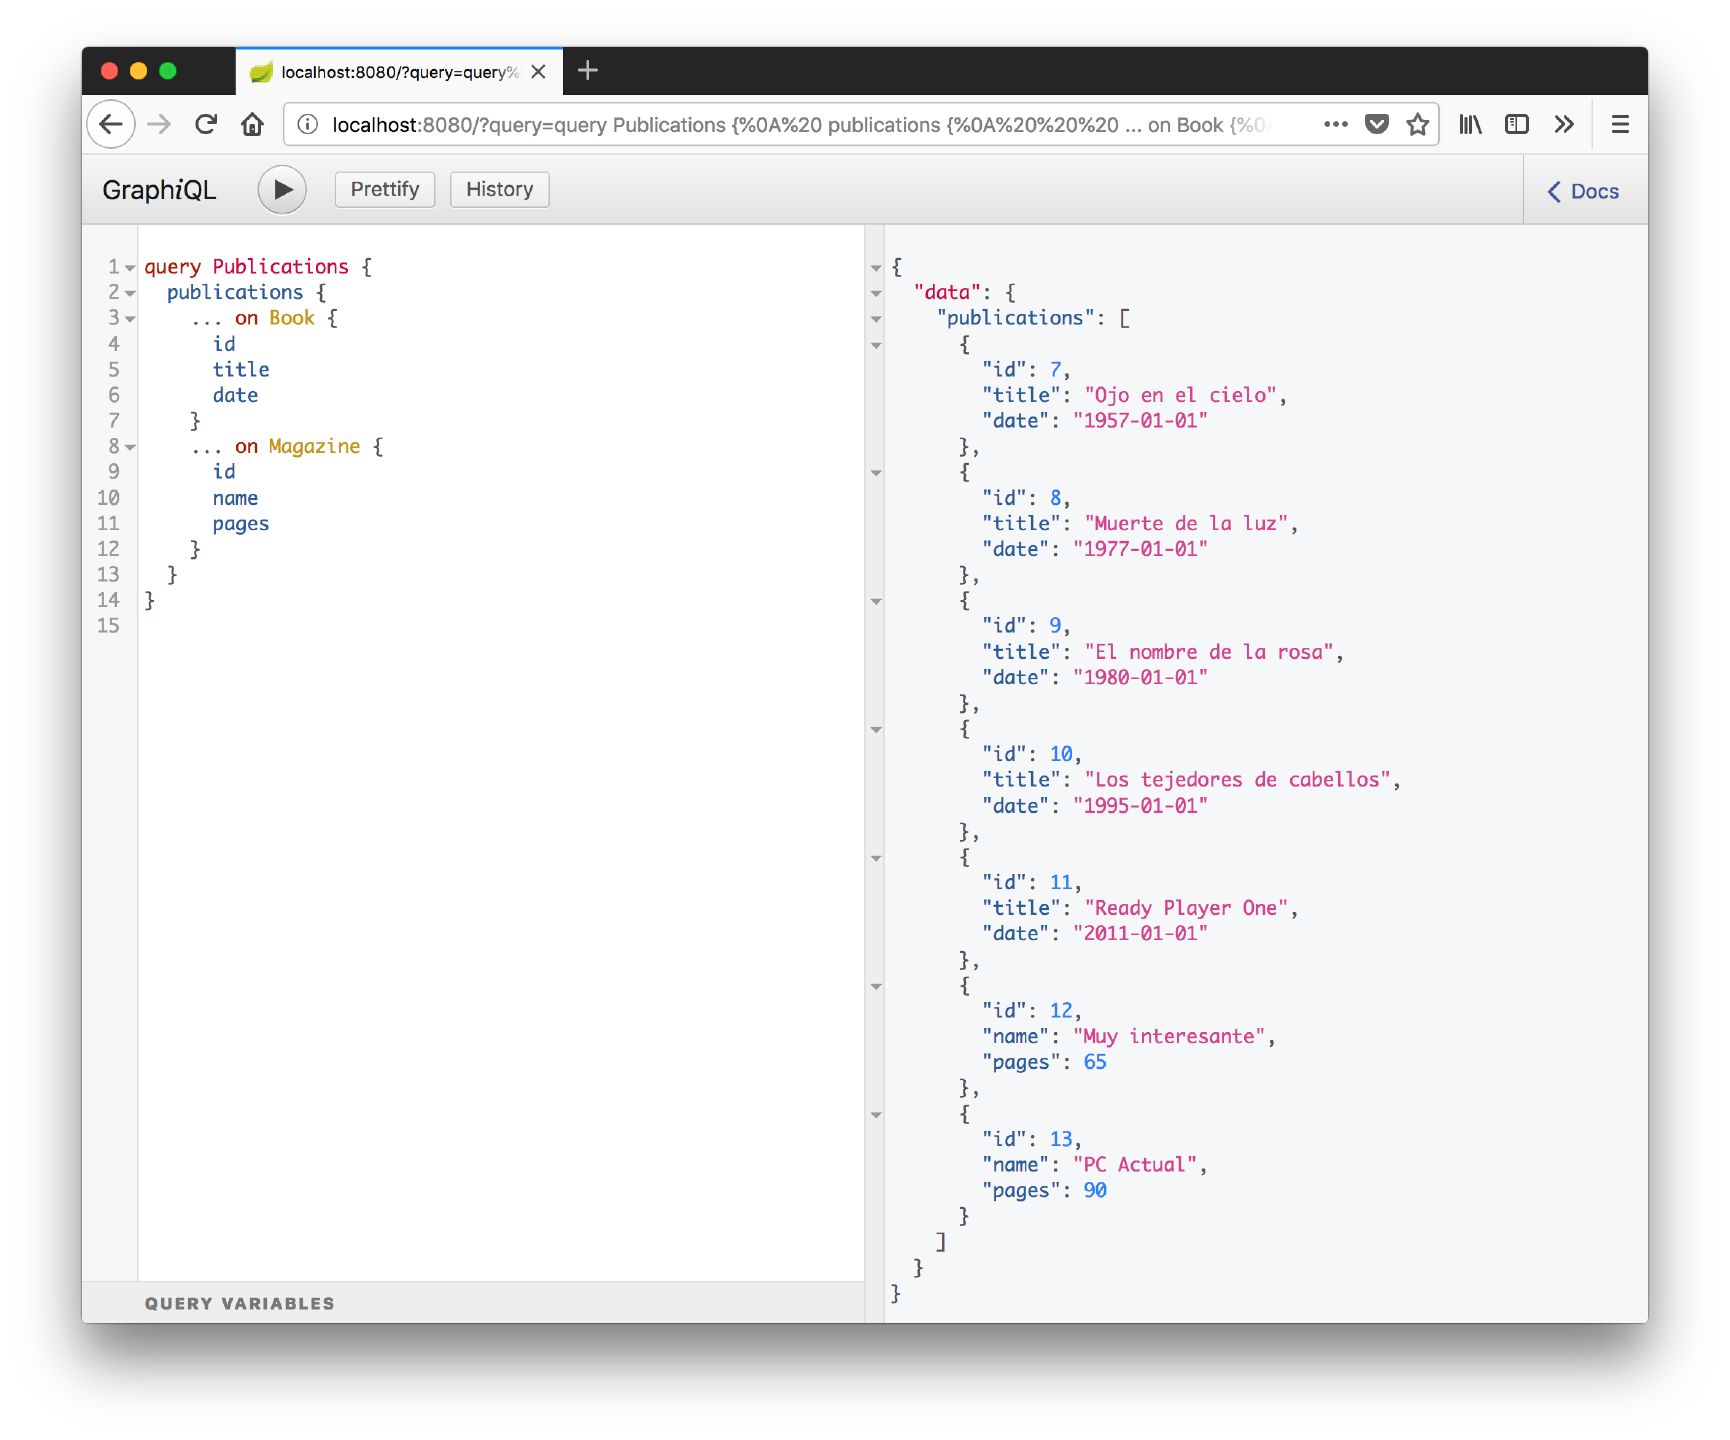 localhost:8080/?query=query%
localhost:8080/?query=query Publications {%0A%20 publications {%0A%20%20%20 ... on Book {%0/
GraphiQL
Prettify
History
Docs
1 query Publications {
2 publications {
3 ... on Book {
4 id
5 title
6 date
7 }
8 ... on Magazine {
9 id
10 name
11 pages
12 }
13 }
14 }
15
QUERY VARIABLES
{
"data": {
"publications": [
{
"id": 7,
"title": "Ojo en el cielo",
"date": "1957-01-01"
},
{
"id": 8,
"title": "Muerte de la luz",
"date": "1977-01-01"
},
{
"id": 9,
"title": "El nombre de la rosa",
"date": "1980-01-01"
},
{
"id": 10,
"title": "Los tejedores de cabellos",
"date": "1995-01-01"
},
{
"id": 11,
"title": "Ready Player One",
"date": "2011-01-01"
},
{
"id": 12,
"name": "Muy interesante",
"pages": 65
},
{
"id": 13,
"name": "PC Actual",
"pages": 90
}
]
}
}